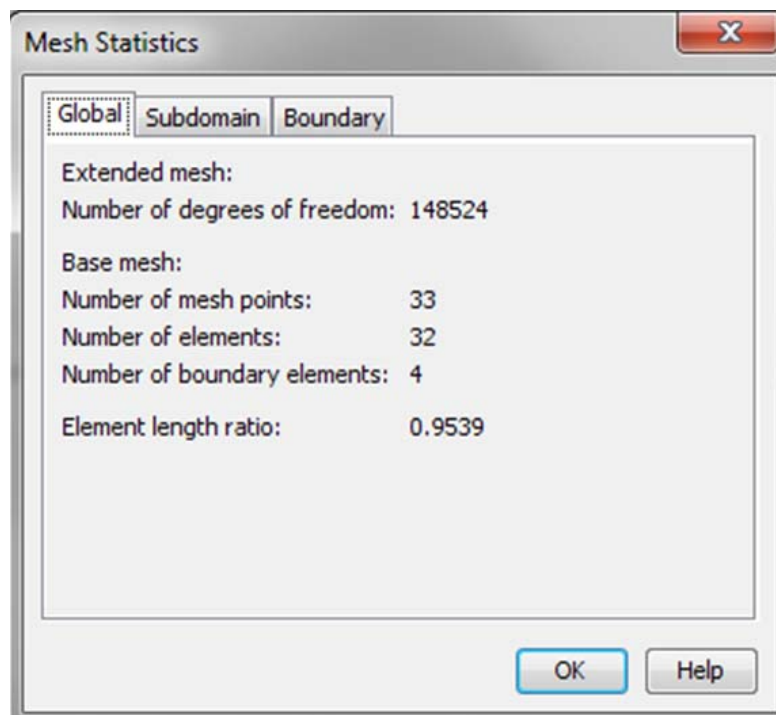 Mesh Statistics
Global Subdomain Boundary
Extended mesh:
Number of degrees of freedom: 148524
Base mesh:
Number of mesh points: 33
Number of elements: 32
Number of boundary elements: 4
Element length ratio: 0.9539
OK Help